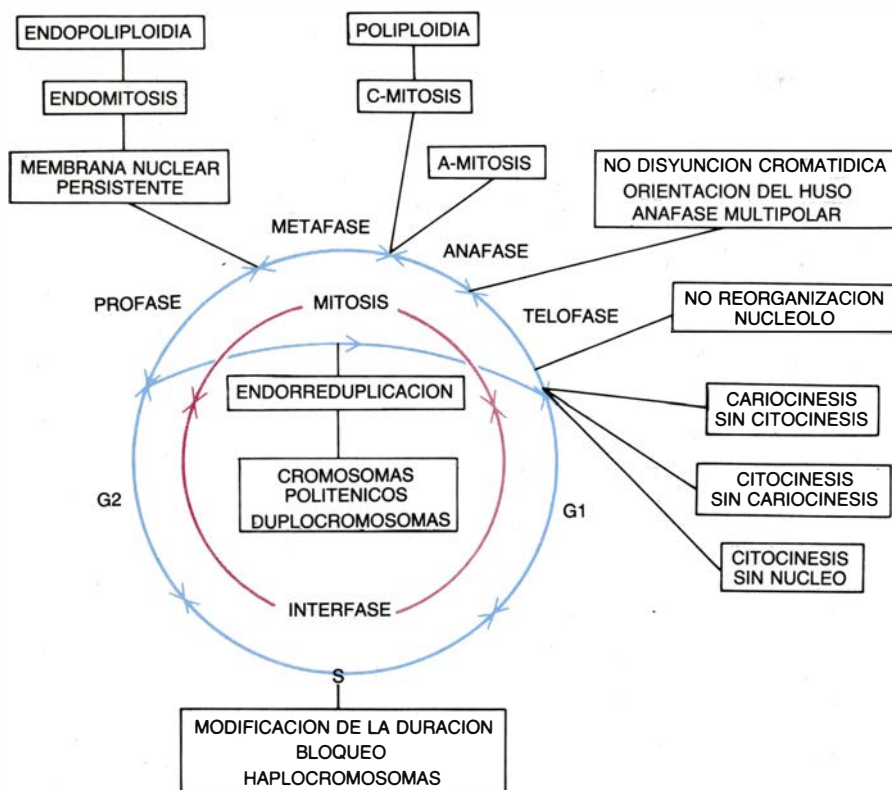 ENDOPOLIPLOIDIA
ENDOMITOSIS
MEMBRANA NUCLEAR
PERSISTENTE
POLIPLOIDIA
C-MITOSIS
A-MITOSIS
NO DISYUNCION CROMATIDICA
ORIENTACION DEL HUSO
ANAFASE MULTIPOLAR
METAFASE
ANAFASE
PROFASE
MITOSIS
TELOFASE
NO REORGANIZACION
NUCLEOLO
ENDORREDUPLICACION
CARIOCINESIS
SIN CITOCINESIS
CROMOSOMAS
POLITENICOS
DUPLOCROMOSOMAS
CITOCINESIS
SIN CARIOCINESIS
G2
G1
CITOCINESIS
SIN NUCLEO
INTERFASE
S
MODIFICACION DE LA DURACION
BLOQUEO
HAPLOCROMOSOMAS